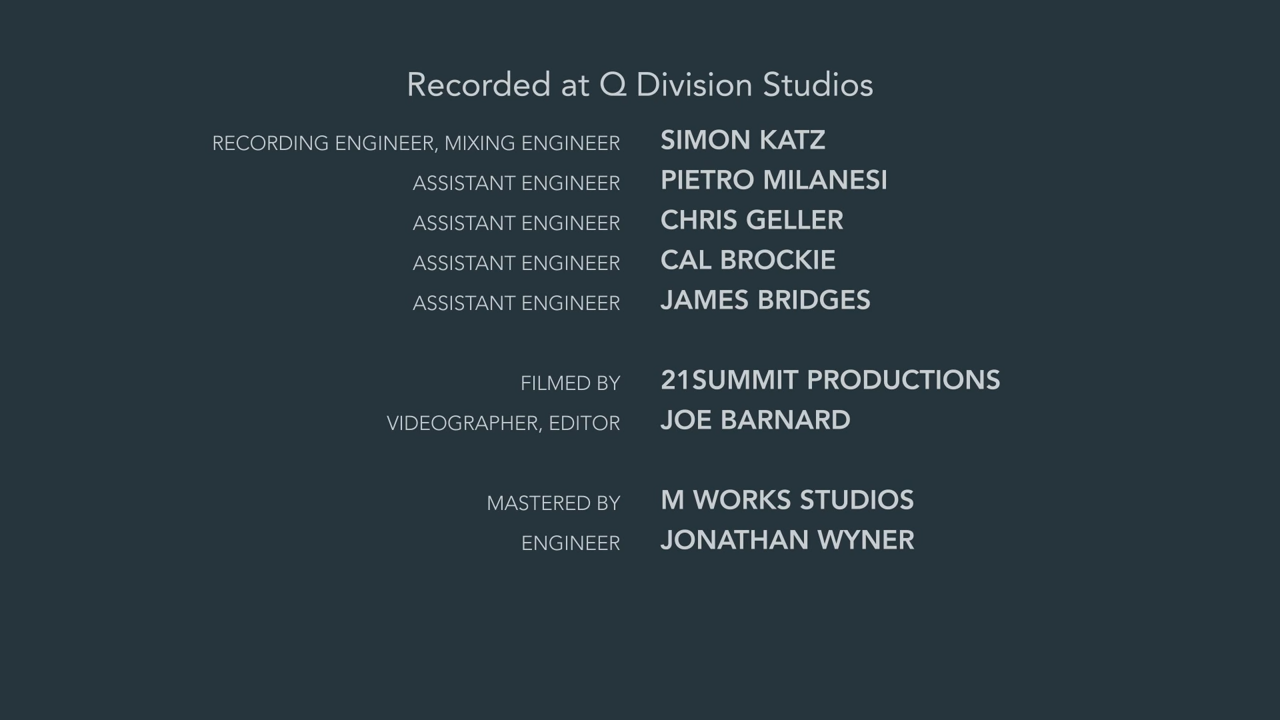 Recorded at Q Division Studios
RECORDING ENGINEER, MIXING ENGINEER SIMON KATZ
ASSISTANT ENGINEER PIETRO MILANESI
ASSISTANT ENGINEER CHRIS GELLER
ASSISTANT ENGINEER CAL BROCKIE
ASSISTANT ENGINEER JAMES BRIDGES
FILMED BY 21SUMMIT PRODUCTIONS
VIDEOGRAPHER, EDITOR JOE BARNARD
MASTERED BY M WORKS STUDIOS
ENGINEER JONATHAN WYNER